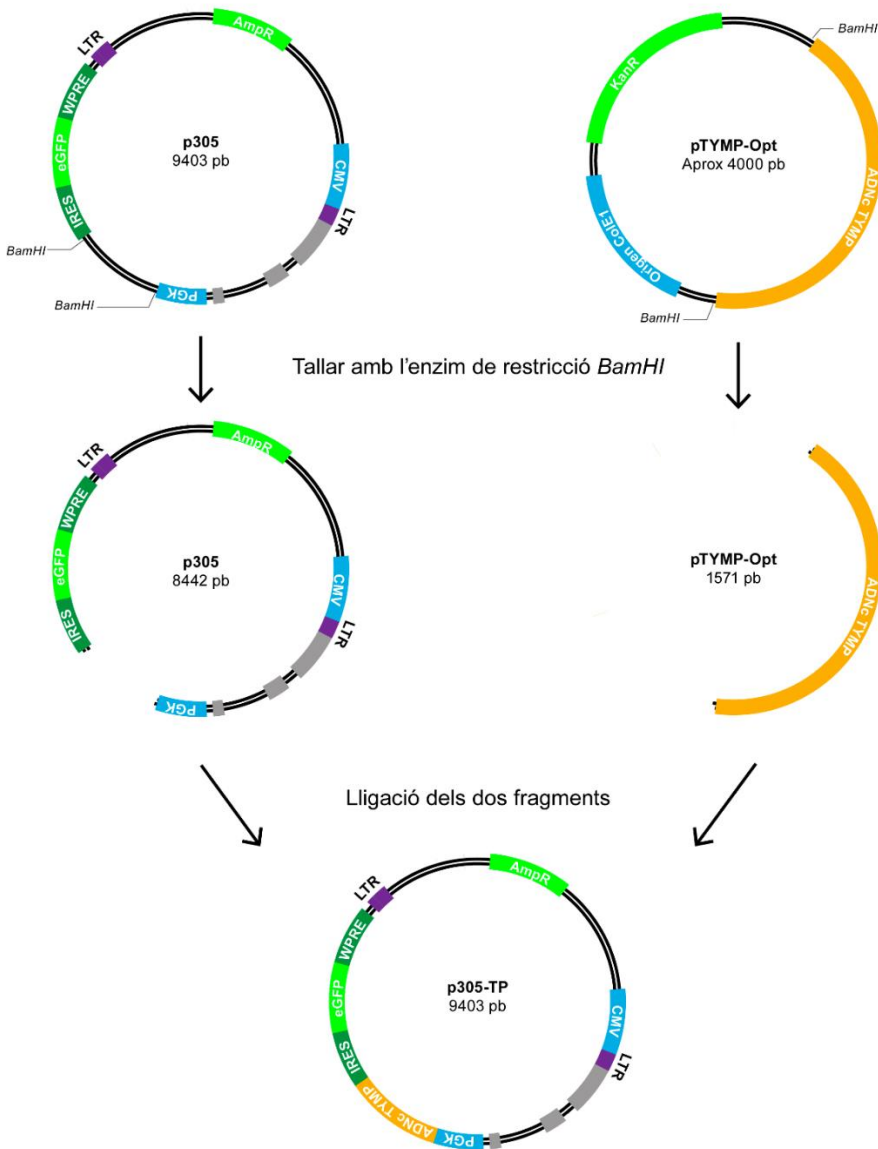 LTR
AmpR
WPRE
eGFP
IRES
p305
9403 pb
CMV
LTR
BamHI
BamHI
PGK
KanR
BamHI
pTYMP-Opt
Aprox 4000 pb
ADNc TYMP
Origen ColE1
BamHI
Tallar amb l'enzim de restricció BamHI
LTR
AmpR
WPRE
eGFP
IRES
p305
8442 pb
CMV
LTR
PGK
pTYMP-Opt
1571 pb
ADNc TYMP
Lligació dels dos fragments
LTR
AmpR
WPRE
eGFP
IRES
p305-TP
9403 pb
CMV
LTR
ADNc TYMP
PGK